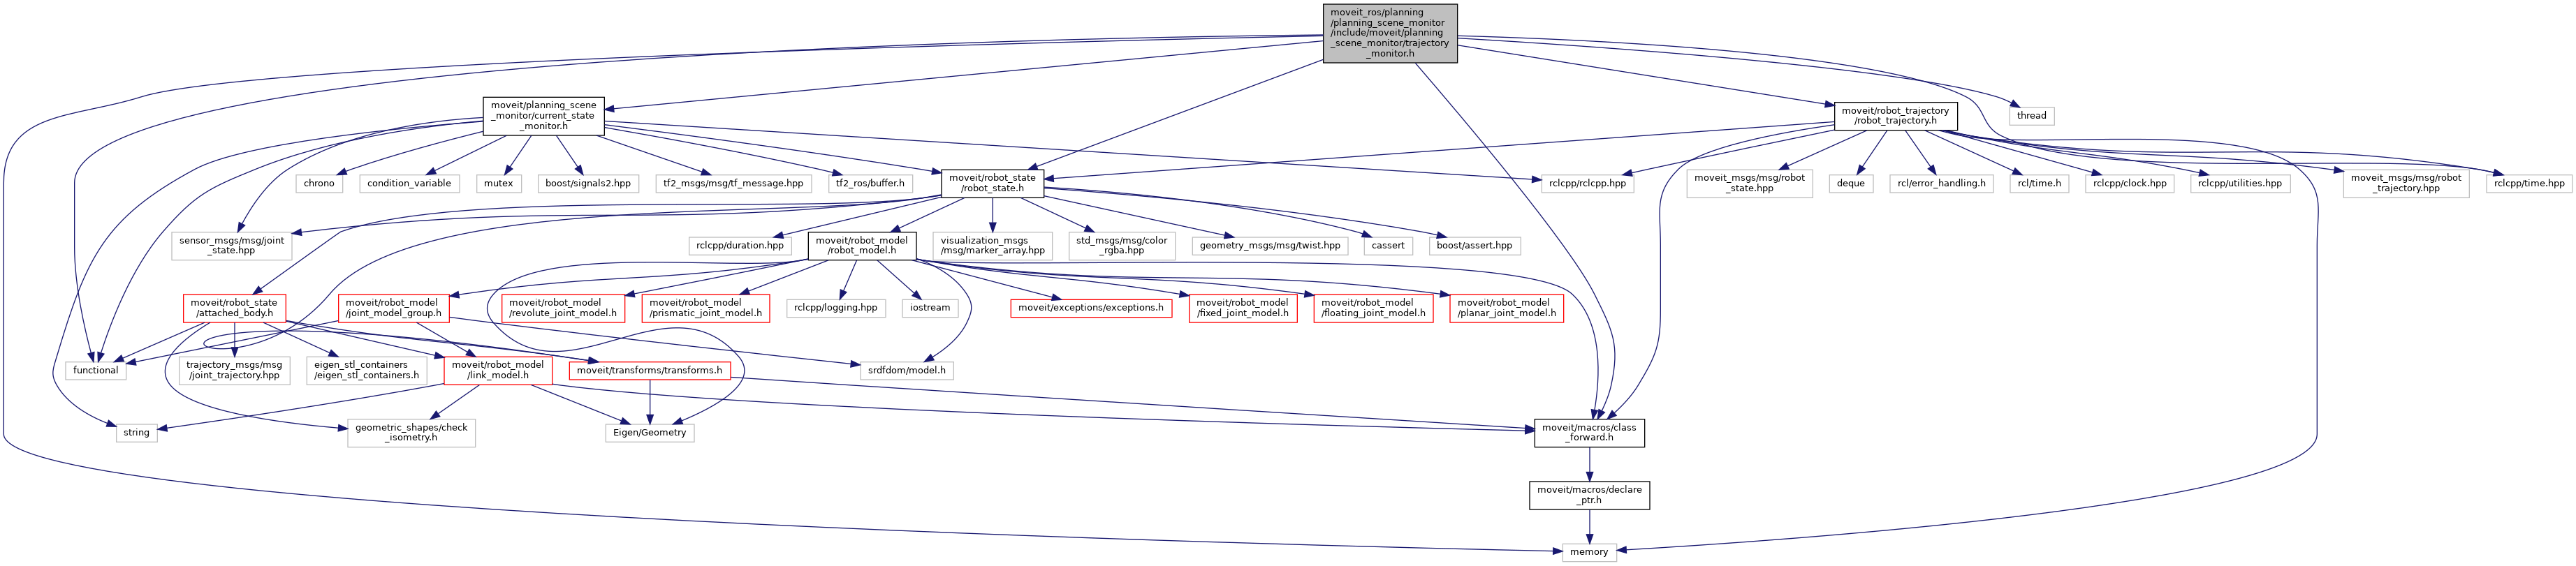 moveit_ros/planning
/planning_scene_monitor
/include/moveit/planning
_scene_monitor/trajectory
_monitor.h
moveit/planning_scene
_monitor/current_state
_monitor.h
moveit/robot_trajectory
/robot_trajectory.h
thread
chrono
condition_variable
mutex
boost/signals2.hpp
tf2_msgs/msg/tf_message.hpp
tf2_ros/buffer.h
moveit/robot_state
/robot_state.h
rclcpp/rclcpp.hpp
moveit_msgs/msg/robot
_state.hpp
deque
rcl/error_handling.h
rcl/time.h
rclcpp/clock.hpp
rclcpp/utilities.hpp
moveit_msgs/msg/robot
_trajectory.hpp
rclcpp/time.hpp
sensor_msgs/msg/joint
_state.hpp
rclcpp/duration.hpp
moveit/robot_model
/robot_model.h
visualization_msgs
/msg/marker_array.hpp
std_msgs/msg/color
_rgba.hpp
geometry_msgs/msg/twist.hpp
cassert
boost/assert.hpp
moveit/robot_state
/attached_body.h
moveit/robot_model
/joint_model_group.h
moveit/robot_model
/revolute_joint_model.h
moveit/robot_model
/prismatic_joint_model.h
rclcpp/logging.hpp
iostream
moveit/exceptions/exceptions.h
moveit/robot_model
/fixed_joint_model.h
moveit/robot_model
/floating_joint_model.h
moveit/robot_model
/planar_joint_model.h
functional
trajectory_msgs/msg
/joint_trajectory.hpp
eigen_stl_containers
/eigen_stl_containers.h
moveit/robot_model
/link_model.h
moveit/transforms/transforms.h
srdfdom/model.h
string
geometric_shapes/check
_isometry.h
Eigen/Geometry
moveit/macros/class
_forward.h
moveit/macros/declare
_ptr.h
memory